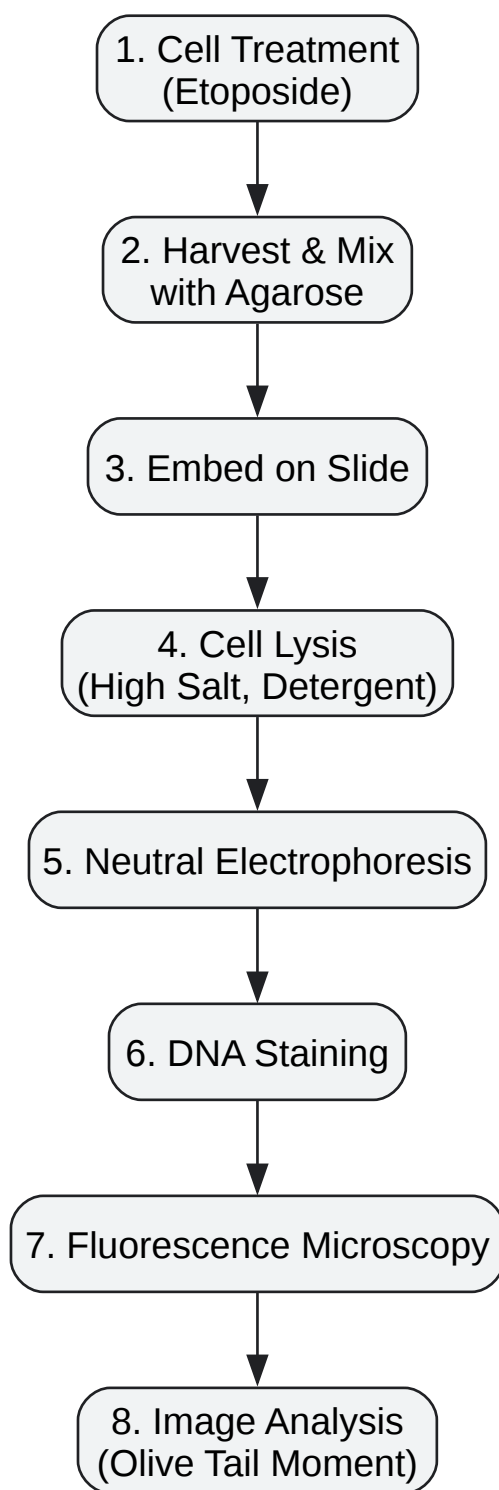 1. Cell Treatment
(Etoposide)
2. Harvest & Mix
with Agarose
3. Embed on Slide
4. Cell Lysis
(High Salt, Detergent)
5. Neutral Electrophoresis
6. DNA Staining
7. Fluorescence Microscopy
8. Image Analysis
(Olive Tail Moment)